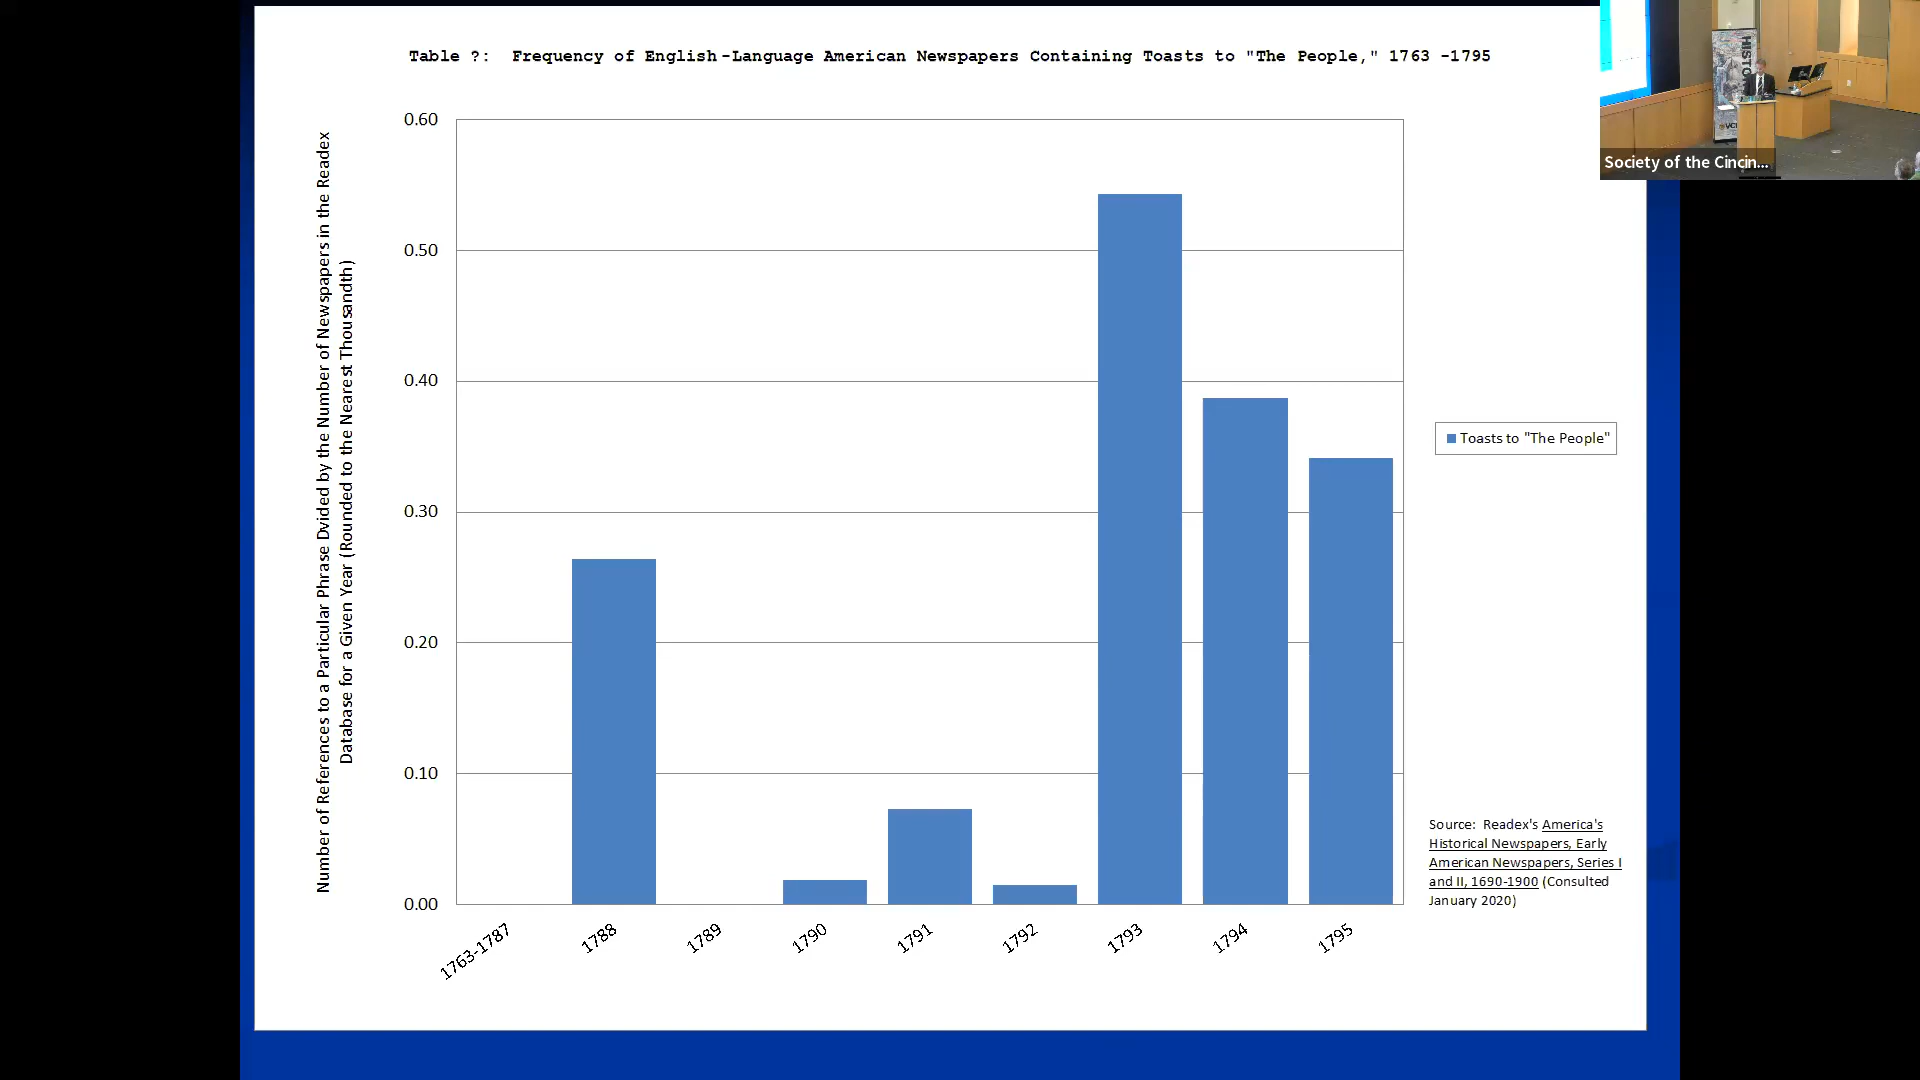 Table ?: Frequency of English-Language American Newspapers Containing Toasts to "The People," 1763 -1795
Number of References to a Particular Phrase Dvided by the Number of Newspapers in the Readex
Database for a Given Year (Rounded to the Nearest Thousandth)
0.60
0.50
0.40
0.30
0.20
0.10
0.00
1763-1787
1788
1789
1790
1791
1792
1793
1794
1795
Toasts to "The People"
Source: Readex's America's
Historical Newspapers, Early
American Newspapers, Series I
and II, 1690-1900 (Consulted
January 2020)
Society of the Cincin...